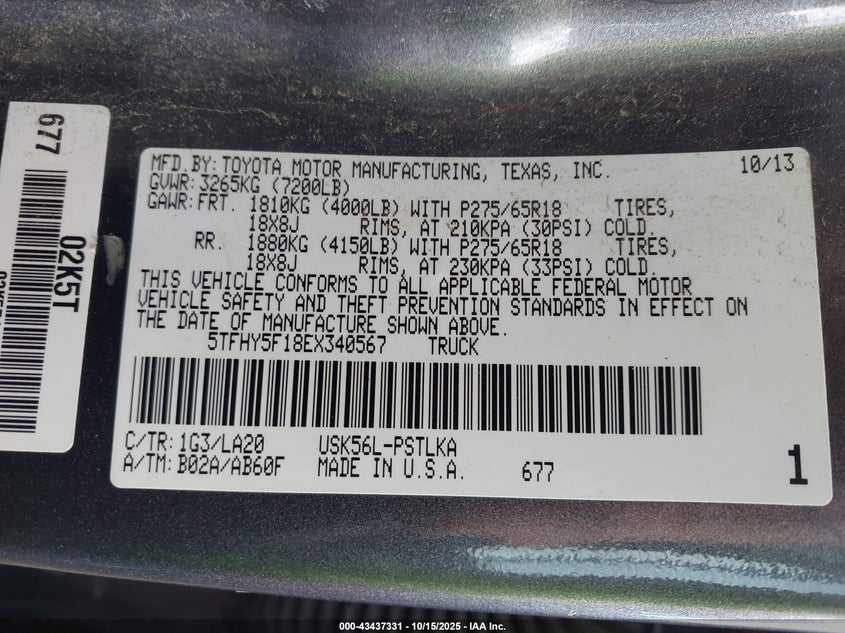 677
02K5T
MFD.BY:TOYOTA MOTOR MANUFACTURING, TEXAS, INC. 10/13
GVWR:3265KG (7200LB)
GAWR:FRT. 1810KG (4000LB) WITH P275/65R18 TIRES,
18X8J RIMS, AT 210KPA (30PSI) COLD.
RR. 1880KG (4150LB) WITH P275/65R18 TIRES,
18X8J RIMS, AT 230KPA (33PSI) COLD.
THIS VEHICLE CONFORMS TO ALL APPLICABLE FEDERAL MOTOR
VEHICLE SAFETY AND THEFT PREVENTION STANDARDS IN EFFECT ON
THE DATE OF MANUFACTURE SHOWN ABOVE.
5TFHY5F18EX340567 TRUCK
C/TR:1G3/LA20 USK56L-PSTLKA
A/TM:B02A/AB60F MADE IN U.S.A. 677 1
000-43437331 - 10/15/2025 - IAA Inc.